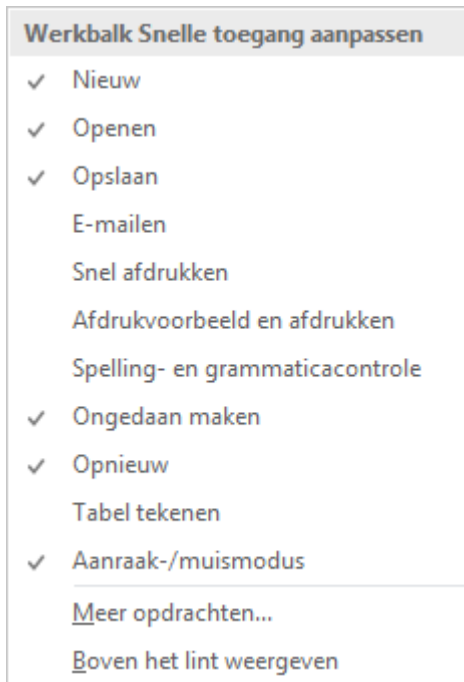 Werkbalk Snelle toegang aanpassen
Nieuw
Openen
Opslaan
E-mailen
Snel afdrukken
Afdrukvoorbeeld en afdrukken
Spelling- en grammaticacontrole
Ongedaan maken
Opnieuw
Tabel tekenen
Aanraak-/muismodus
Meer opdrachten...
Boven het lint weergeven